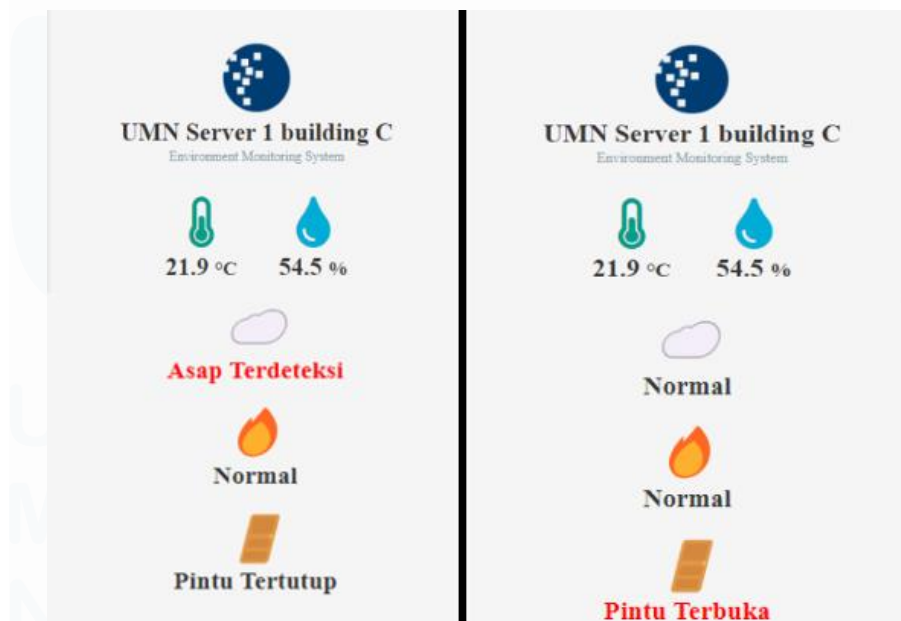 UMN Server 1 building C
Environment Monitoring System
21.9 °C 54.5 %
Asap Terdeteksi
Normal
Pintu Tertutup
UMN Server 1 building C
Environment Monitoring System
21.9 °C 54.5 %
Normal
Normal
Pintu Terbuka